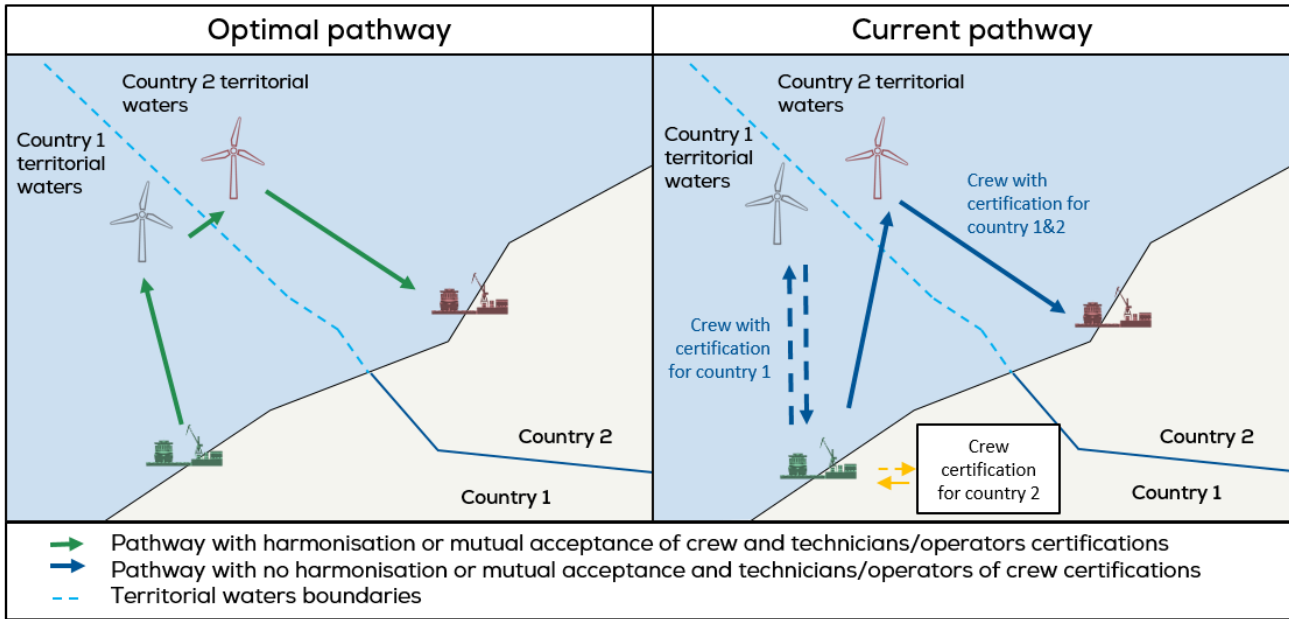 Optimal pathway
Country 2 territorial
waters
Country 1
territorial
waters
Country 2
Country 1
Current pathway
Country 2 territorial
waters
Country 1
territorial
waters
Crew with
certification for
country 1&2
Crew with
certification
for country 1
Crew
certification
for country 2
Country 2
Country 1
Pathway with harmonisation or mutual acceptance of crew and technicians/operators certifications
Pathway with no harmonisation or mutual acceptance and technicians/operators of crew certifications
Territorial waters boundaries